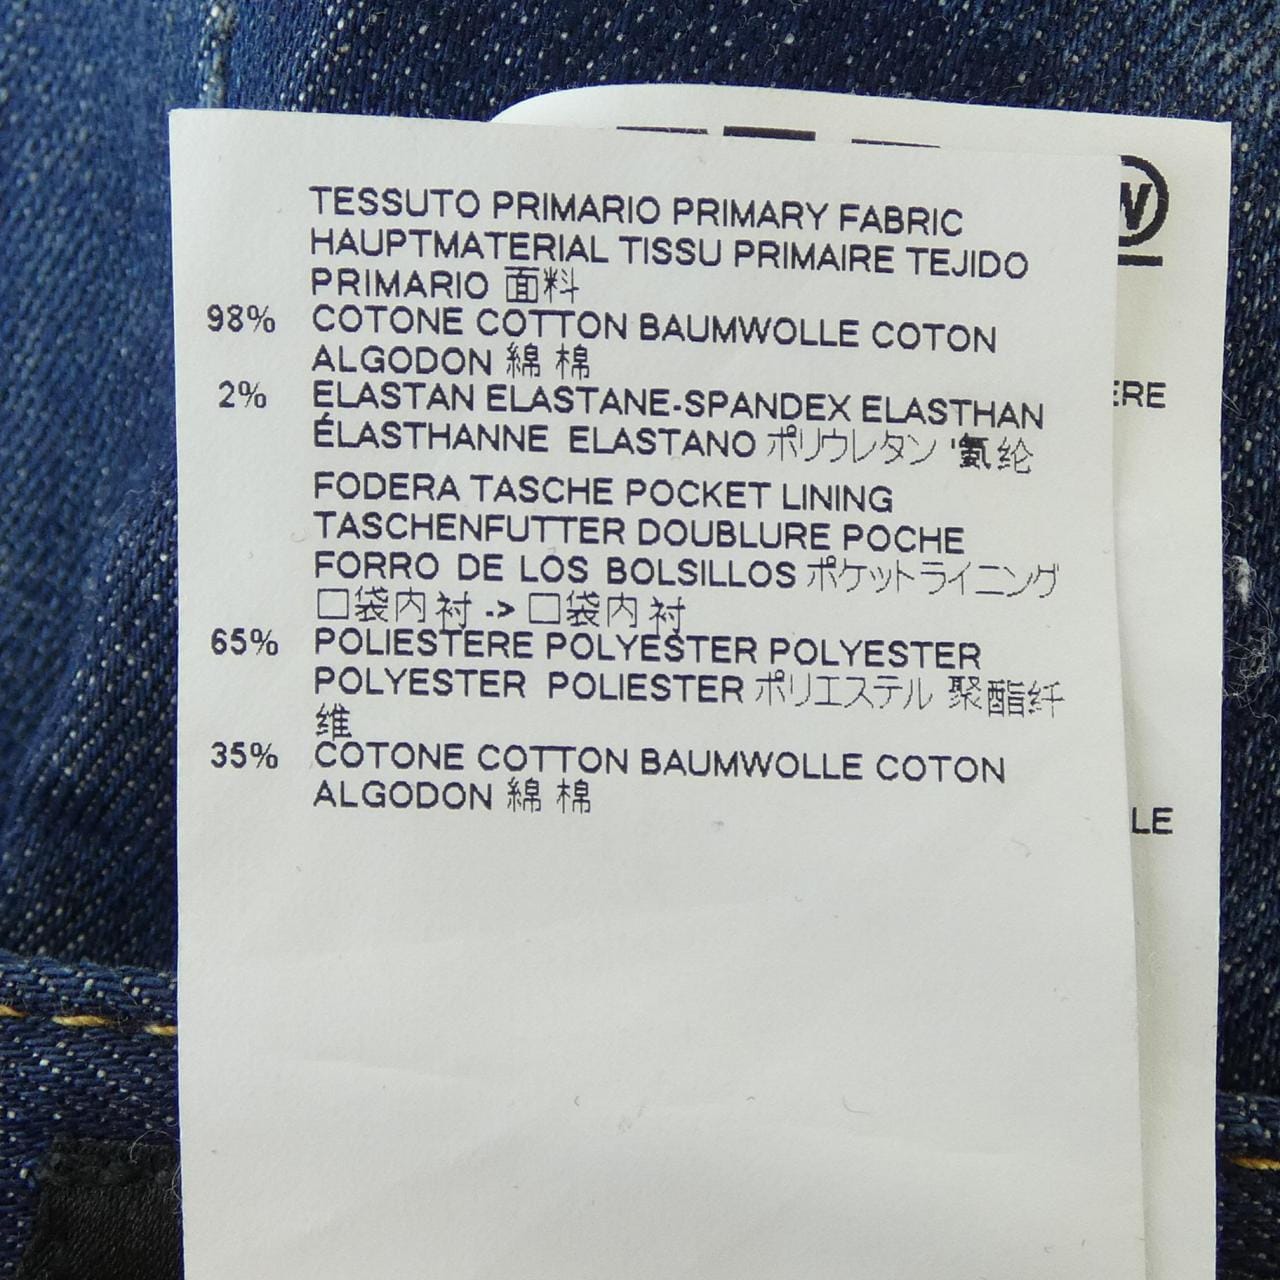 TESSUTO PRIMARIO PRIMARY FABRIC
HAUPTMATERIAL TISSU PRIMAIRE TEJIDO
PRIMARIO 面料
98% COTONE COTTON BAUMWOLLE COTON
ALGODON 綿 棉
2% ELASTAN ELASTANE-SPANDEX ELASTHAN
ÉLASTHANNE ELASTANO ポリウレタン '氨纶
FODERA TASCHE POCKET LINING
TASCHENFUTTER DOUBLURE POCHE
FORRO DE LOS BOLSILLOS ポケットライニング
口袋内衬 -> 口袋内衬
65% POLIESTERE POLYESTER POLYESTER
POLYESTER POLIESTER ポリエステル 聚酯纤
维
35% COTONE COTTON BAUMWOLLE COTON
ALGODON 綿 棉
W
ERE
LE